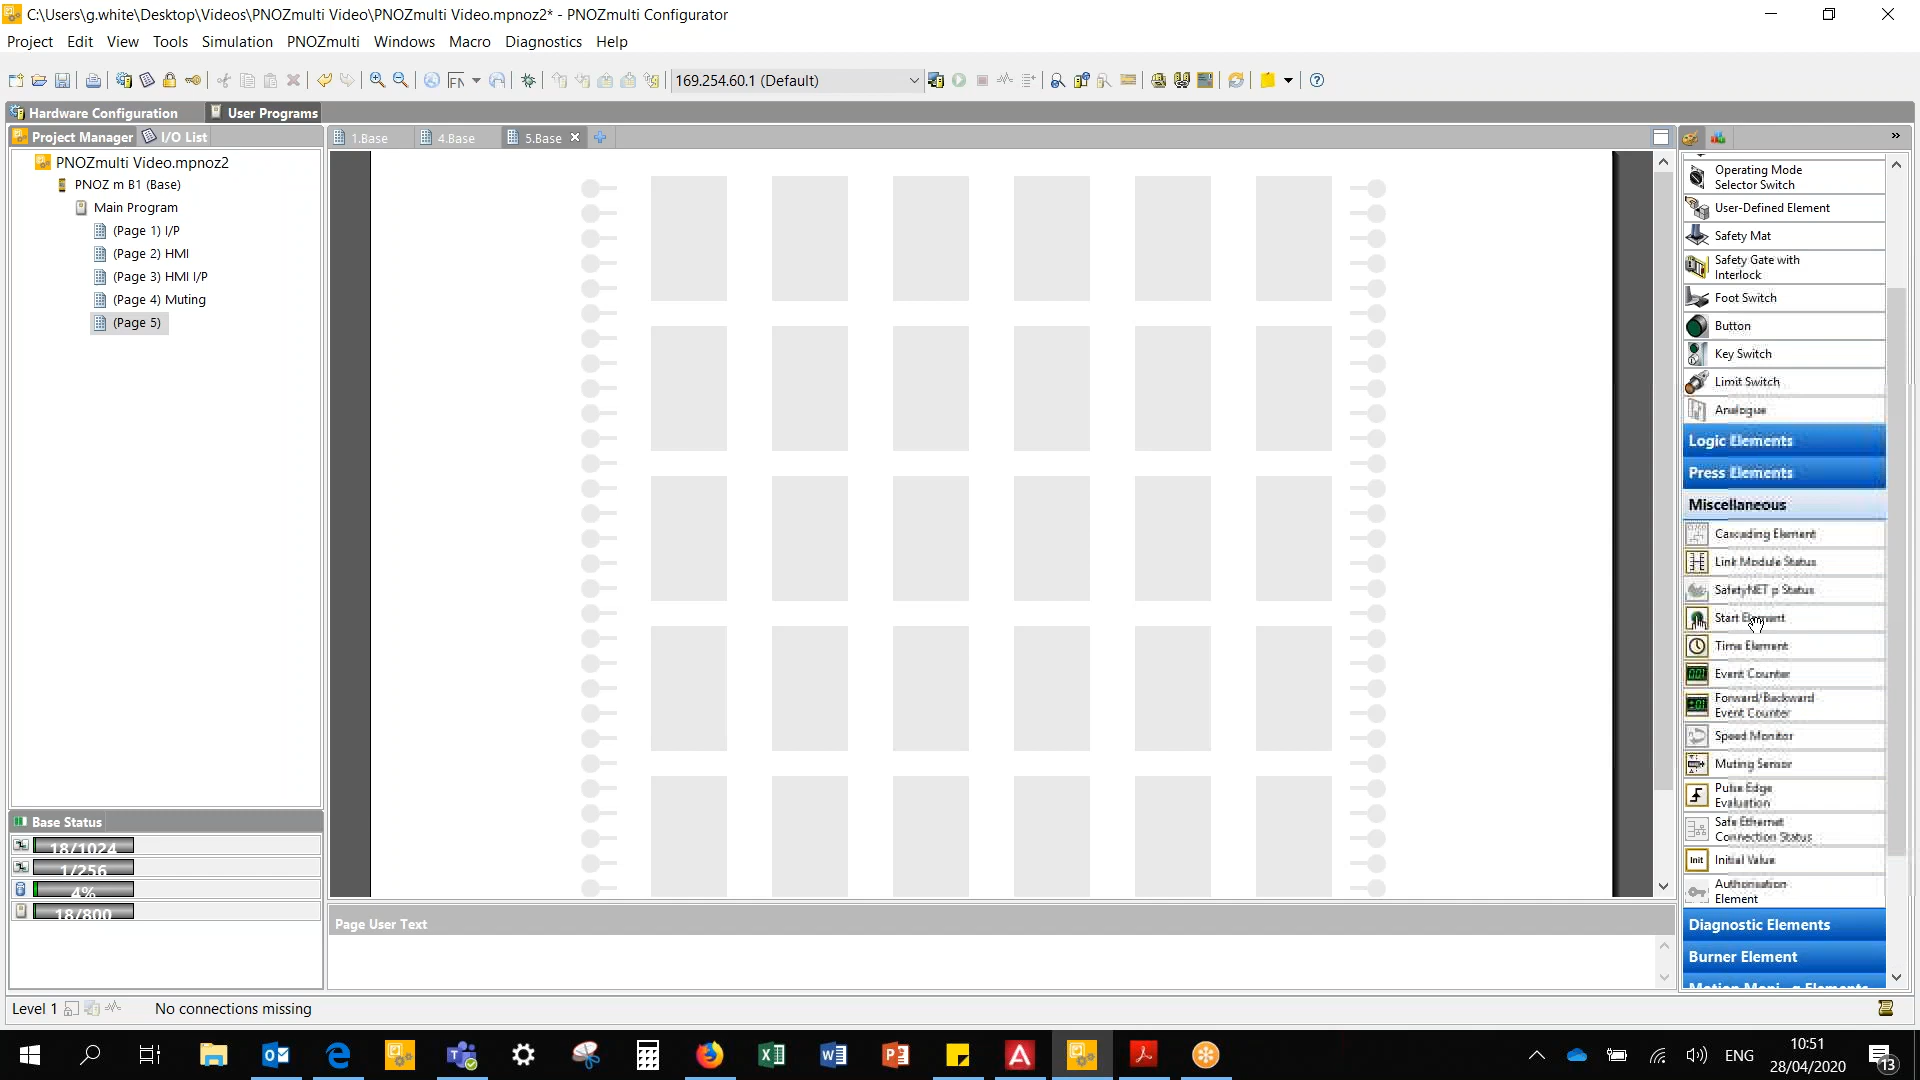 C:\Users\g.white\Desktop\Videos\PNOZmulti Video\PNOZmulti Video.mpnoz2* - PNOZmulti Configurator
Project Edit View Tools Simulation PNOZmulti Windows Macro Diagnostics Help
169.254.60.1 (Default)
Hardware Configuration User Programs
Project Manager I/O List
1.Base 4.Base 5.Base
PNOZmulti Video.mpnoz2
PNOZ m B1 (Base)
Main Program
(Page 1) I/P
(Page 2) HMI
(Page 3) HMI I/P
(Page 4) Muting
(Page 5)
Operating Mode
Selector Switch
User-Defined Element
Safety Mat
Safety Gate with
Interlock
Foot Switch
Button
Key Switch
Limit Switch
Analogue
Logic Elements
Press Elements
Miscellaneous
Cascading Element
Link Module Status
SafetyNET p Status
Start Element
Time Element
Event Counter
Forward/Backward
Event Counter
Speed Monitor
Muting Sensor
Pulse Edge
Evaluation
Safe Ethernet
Connection Status
Init Initial Value
Authorisation
Element
Diagnostic Elements
Burner Element
Base Status
18/1024
1/256
4%
18/800
Page User Text
Level 1
No connections missing
ENG
10:51
28/04/2020
13